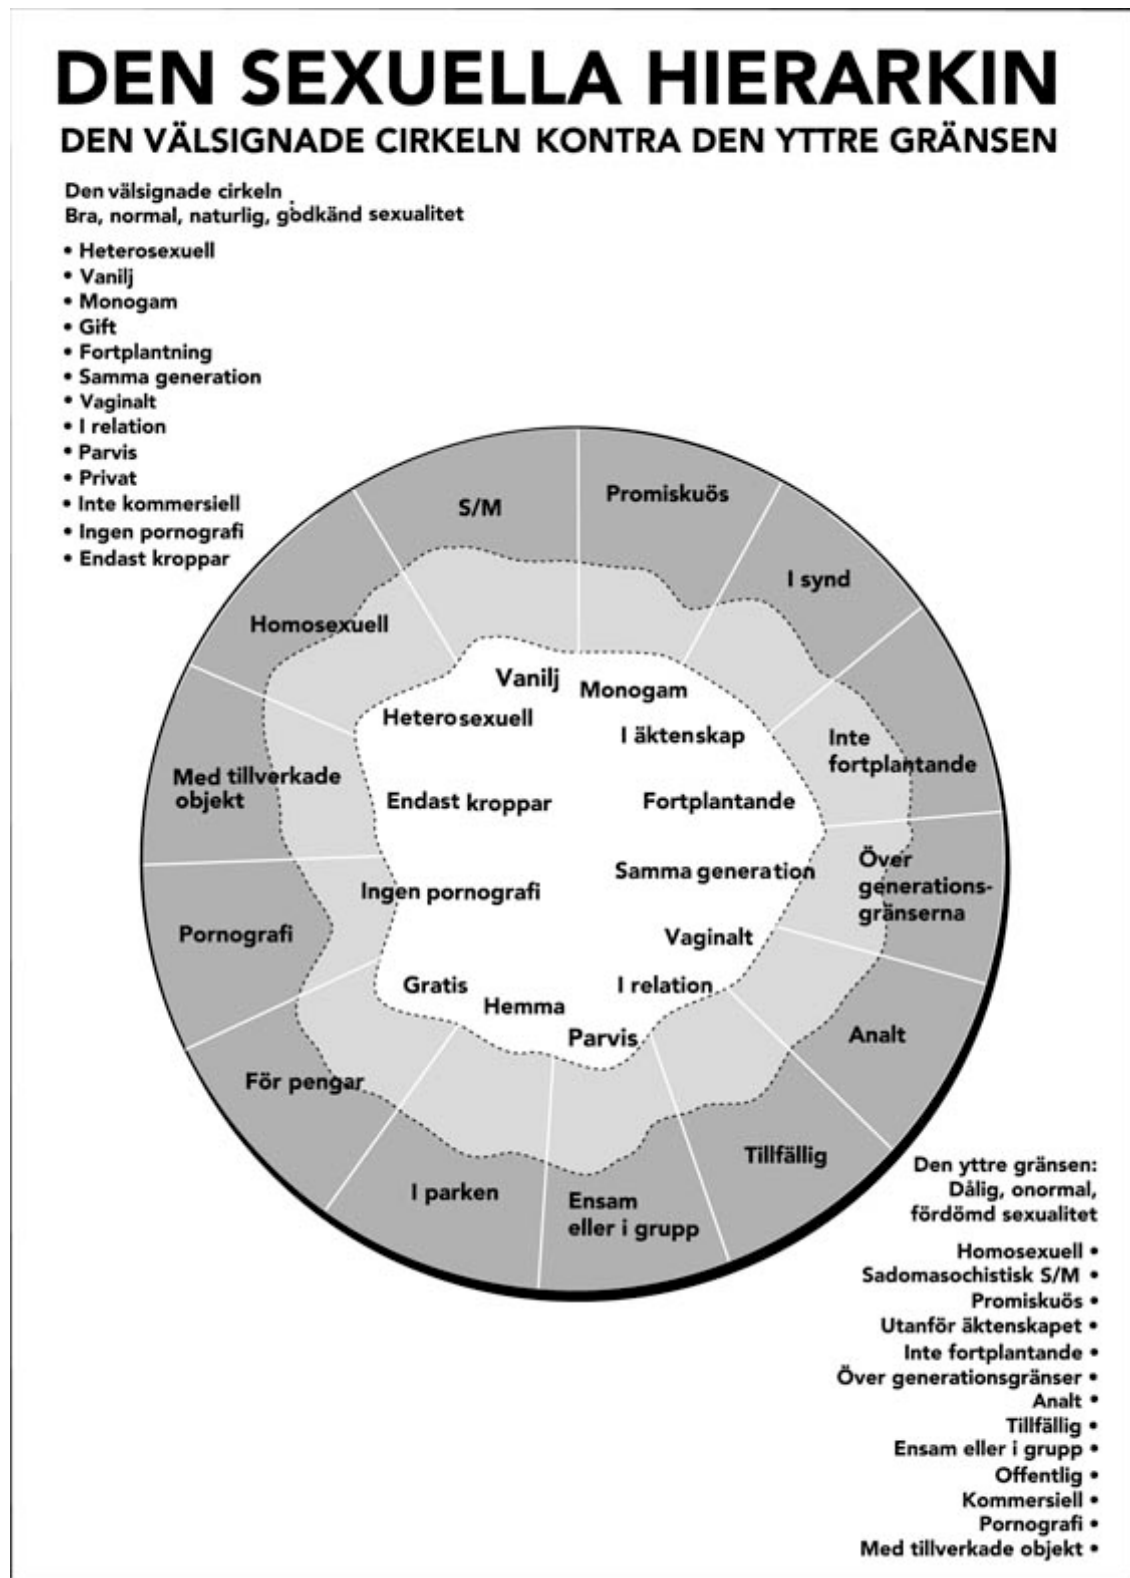 DEN SEXUELLA HIERARKIN
DEN VÄLSIGNADE CIRKELN KONTRA DEN YTTRE GRÄNSEN
Den välsignade cirkeln :
Bra, normal, naturlig, godkänd sexualitet
• Heterosexuell
• Vanilj
• Monogam
• Gift
• Fortplantning
• Samma generation
• Vaginalt
• I relation
• Parvis
• Privat
• Inte kommersiell
• Ingen pornografi
• Endast kroppar
S/M
Promiskuös
I synd
Homosexuell
Vanilj
Monogam
Heterosexuell
I äktenskap
Inte
fortplantande
Med tillverkade
objekt
Endast kroppar
Fortplantande
Samma generation
Över
generations-
gränserna
Ingen pornografi
Pornografi
Vaginalt
Gratis
Hemma
I relation
Parvis
Analt
För pengar
I parken
Ensam
eller i grupp
Tillfällig
Den yttre gränsen:
Dålig, onormal,
fördömd sexualitet
Homosexuell •
Sadomasochistisk S/M •
Promiskuös •
Utanför äktenskapet •
Inte fortplantande •
Över generationsgränser •
Analt •
Tillfällig •
Ensam eller i grupp •
Offentlig •
Kommersiell •
Pornografi •
Med tillverkade objekt •